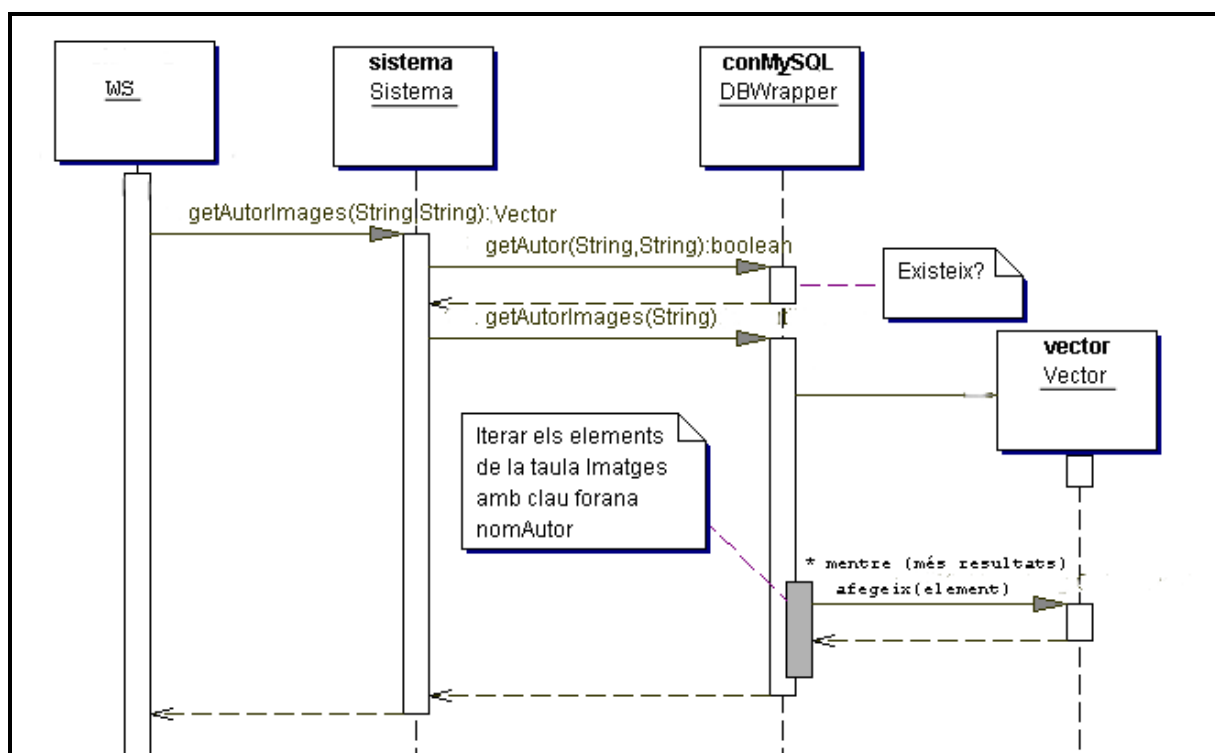 WS
sistema
Sistema
conMySQL
DBWrapper
getAutorImages(String,String):Vector
getAutor(String,String):boolean
Existeix?
getAutorImages(String)
vector
Vector
Iterar els elements
de la taula Imatges
amb clau forana
nomAutor
* mentre (més resultats)
afegeix(element)